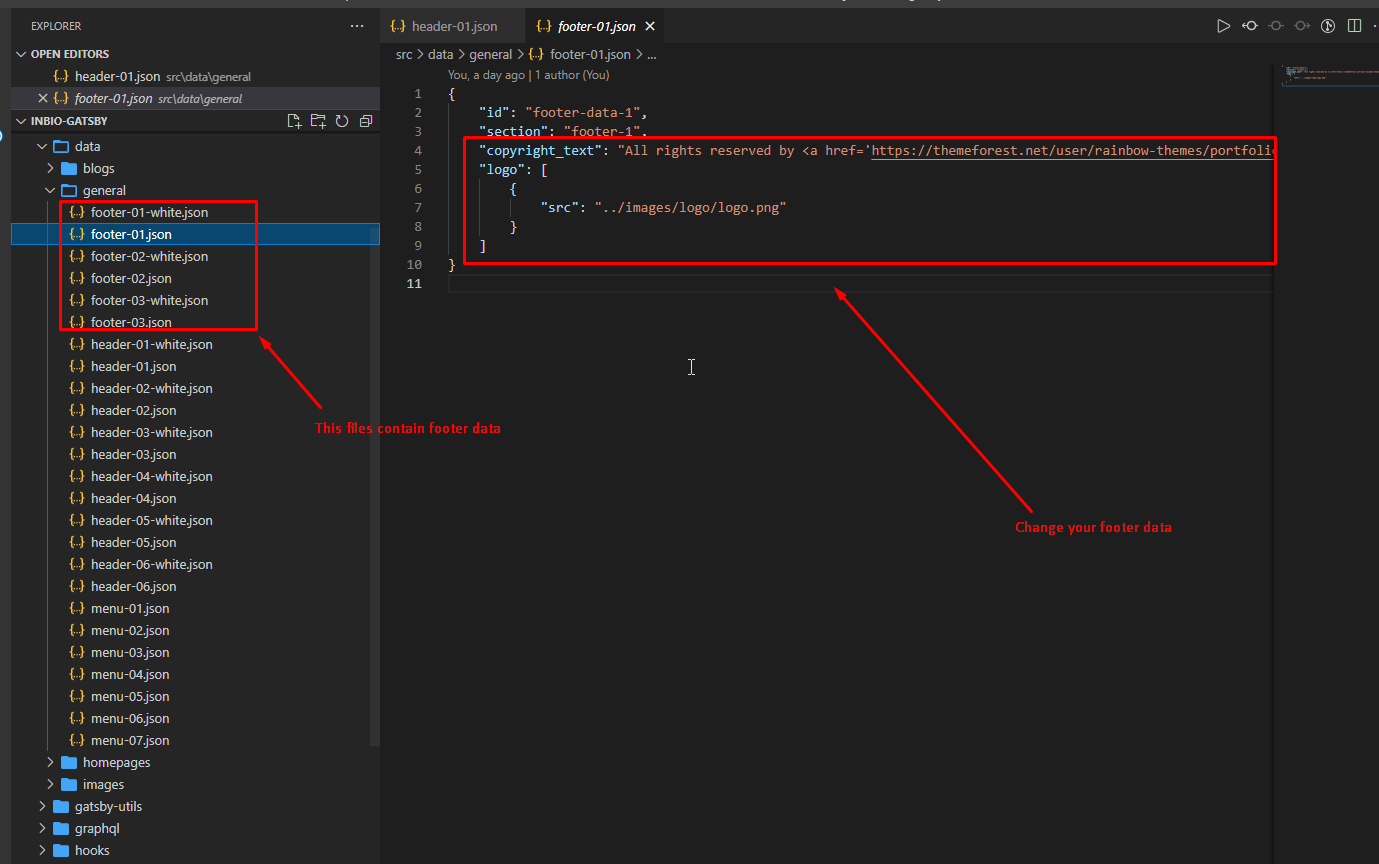 EXPLORER
OPEN EDITORS
header-01.json src\data\general
footer-01.json src\data\general
INBIO-GATSBY
data
blogs
general
footer-01-white.json
footer-01.json
footer-02-white.json
footer-02.json
footer-03-white.json
footer-03.json
header-01-white.json
header-01.json
header-02-white.json
header-02.json
header-03-white.json
header-03.json
header-04-white.json
header-04.json
header-05-white.json
header-05.json
header-06-white.json
header-06.json
menu-01.json
menu-02.json
menu-03.json
menu-04.json
menu-05.json
menu-06.json
menu-07.json
homepages
images
gatsby-utils
graphql
hooks
This files contain footer data
header-01.json
footer-01.json
src > data > general > {..} footer-01.json > ...
You, a day ago | 1 author (You)
1 {
2 "id": "footer-data-1",
3 "section": "footer-1",
4 "copyright_text": "All rights reserved by <a href='https://themeforest.net/user/rainbow-themes/portfolio
5 "logo": [
6 {
7 "src": "../images/logo/logo.png"
8 }
9 ]
10 }
11
Change your footer data